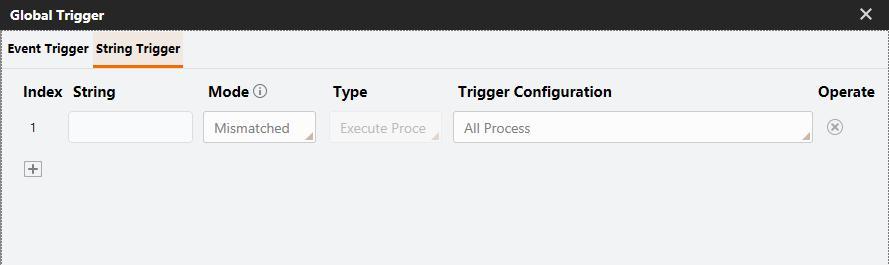 Global Trigger
Event Trigger String Trigger
Index String Mode Type Trigger Configuration Operate
1 Mismatched Execute Proce All Process